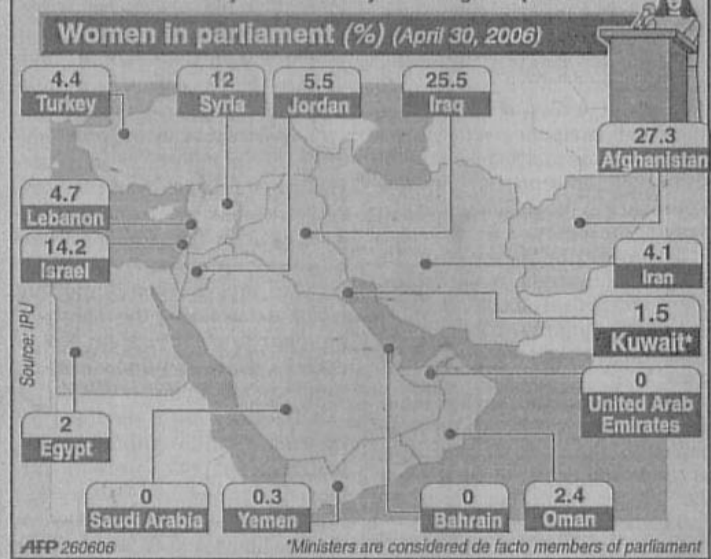 Women in parliament (%) (April 30, 2006)
4.4
Turkey
12
Syria
5.5
Jordan
25.5
Iraq
27.3
Afghanistan
4.7
Lebanon
14.2
Israel
4.1
Iran
1.5
Kuwait*
0
United Arab
Emirates
2
Egypt
0
Saudi Arabia
0.3
Yemen
0
Bahrain
2.4
Oman
Source: IPU
AFP 260606
*Ministers are considered de facto members of parliament